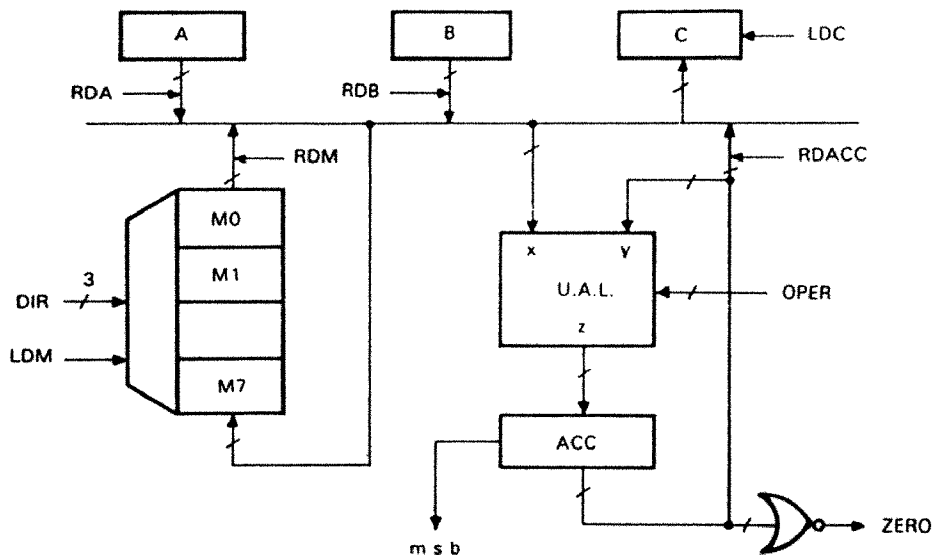 A
B
C
LDC
RDA
RDB
RDM
RDACC
M0
M1
M7
3
DIR
LDM
x
y
U.A.L.
z
OPER
ACC
m s b
ZERO